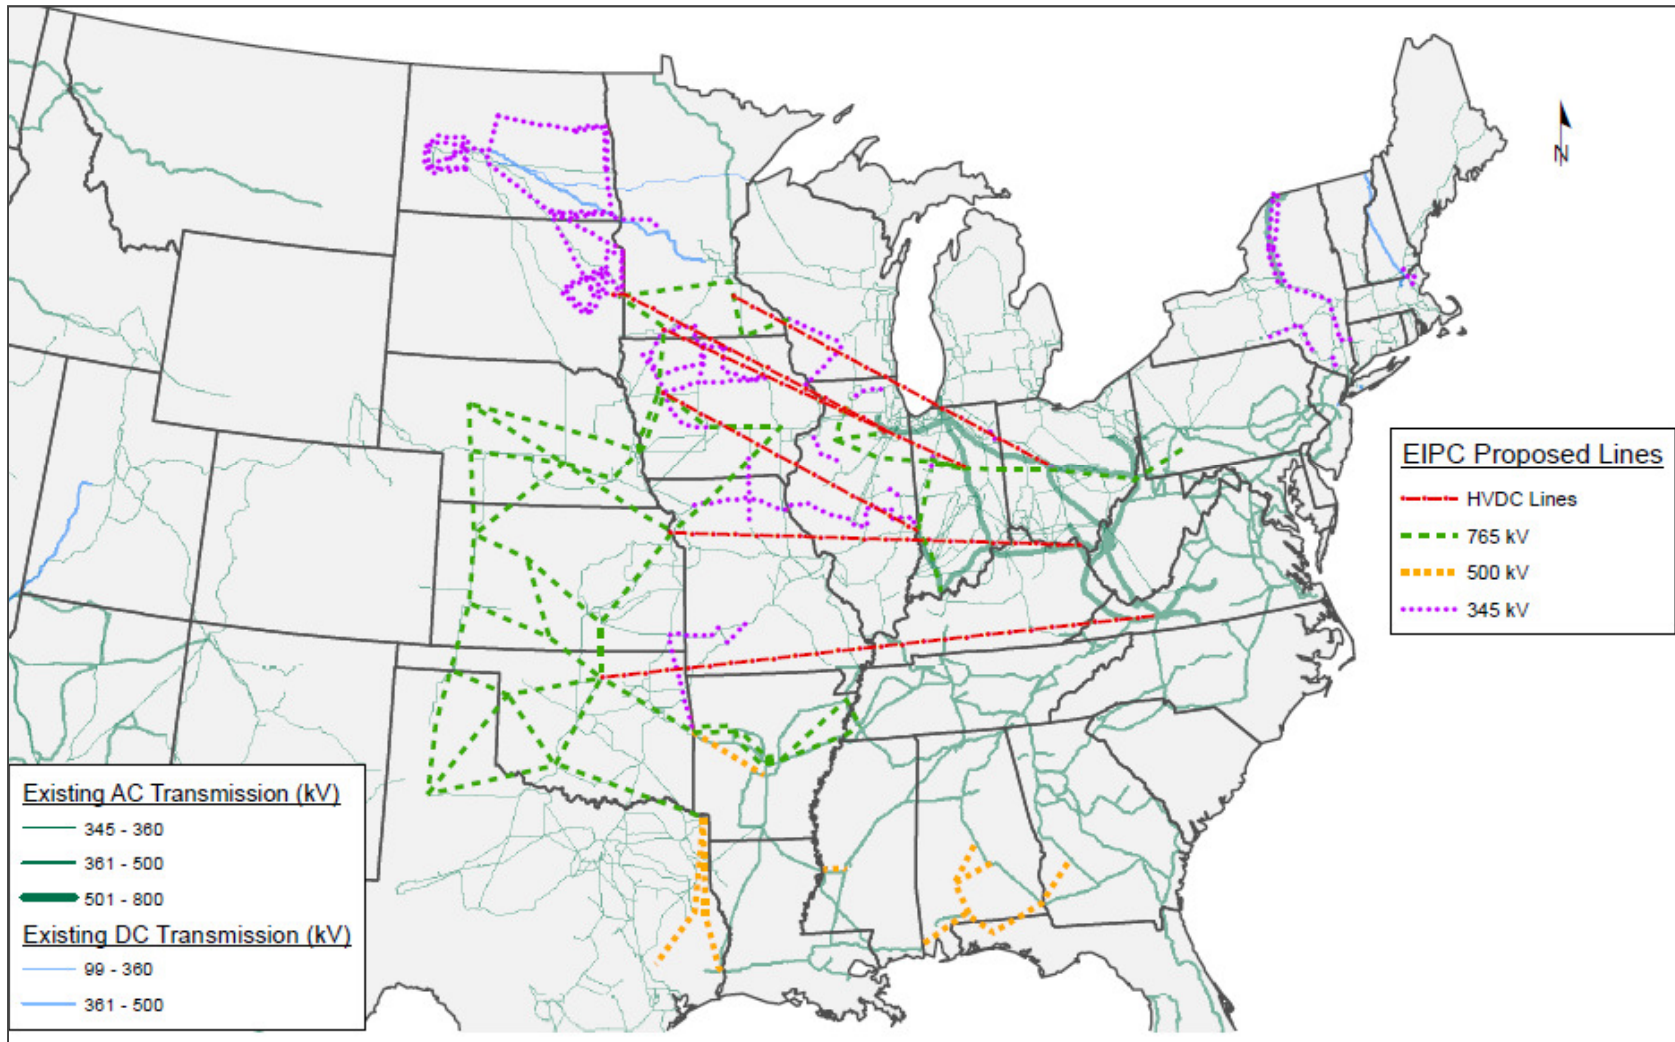 N
EIPC Proposed Lines
HVDC Lines
765 kV
500 kV
345 kV
Existing AC Transmission (kV)
345 - 360
361 - 500
501 - 800
Existing DC Transmission (kV)
99 - 360
361 - 500